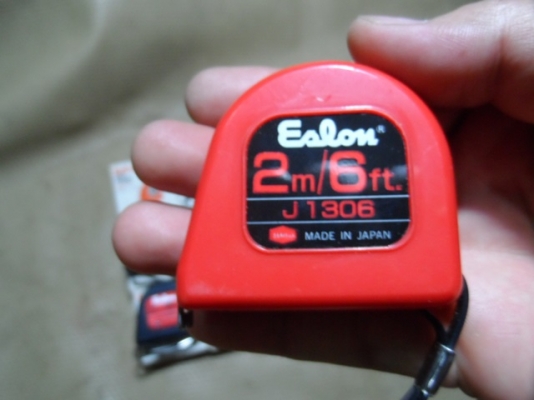 Eslon®
2m/6ft.
J1306
MADE IN JAPAN